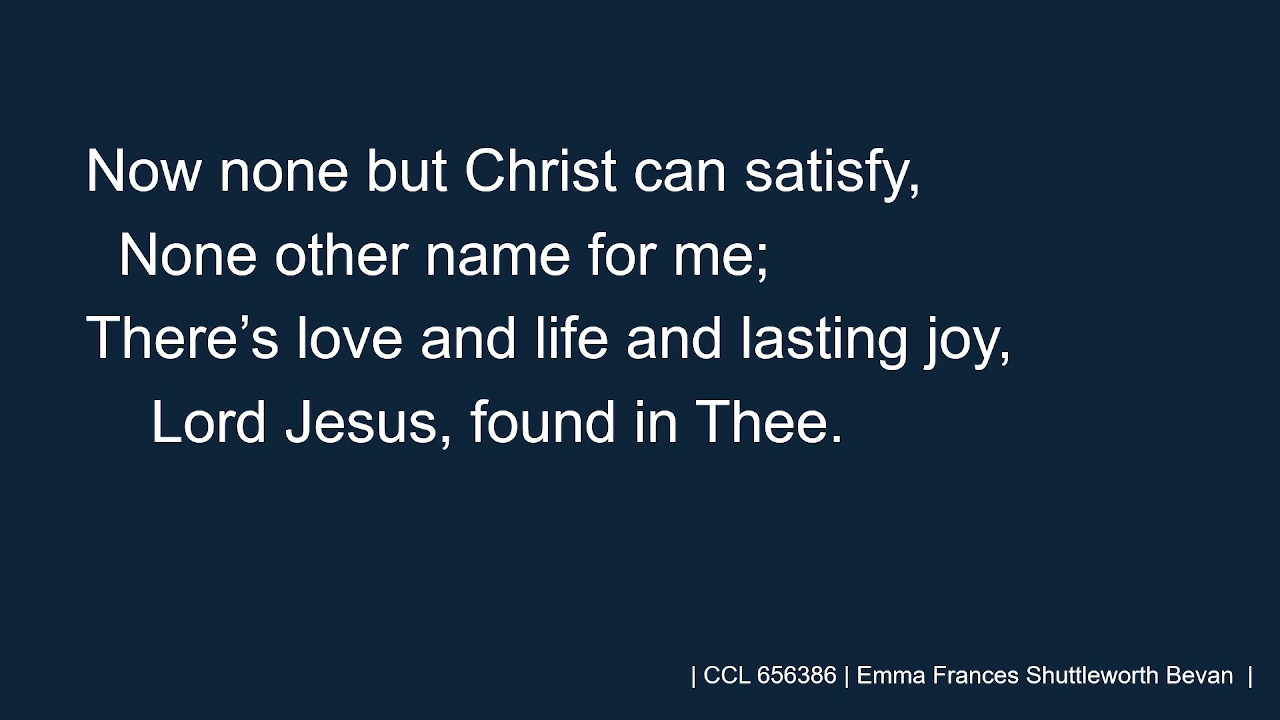 Now none but Christ can satisfy,
None other name for me;
There’s love and life and lasting joy,
Lord Jesus, found in Thee.
| CCL 656386 | Emma Frances Shuttleworth Bevan |